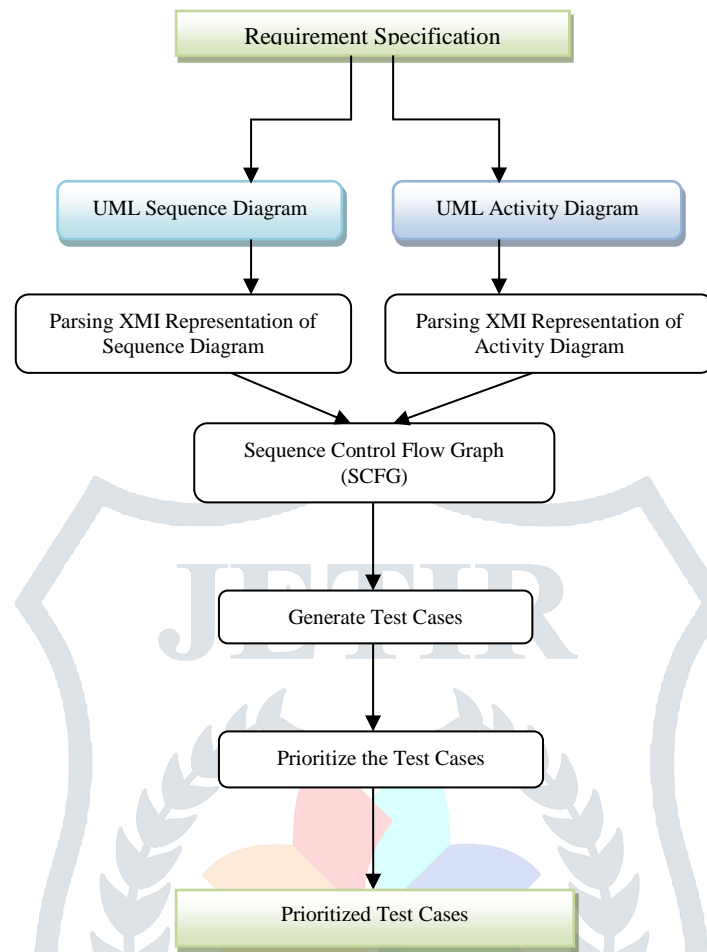 Requirement Specification
UML Sequence Diagram
UML Activity Diagram
Parsing XMI Representation of
Sequence Diagram
Parsing XMI Representation of
Activity Diagram
Sequence Control Flow Graph
(SCFG)
JETIR
Generate Test Cases
Prioritize the Test Cases
Prioritized Test Cases